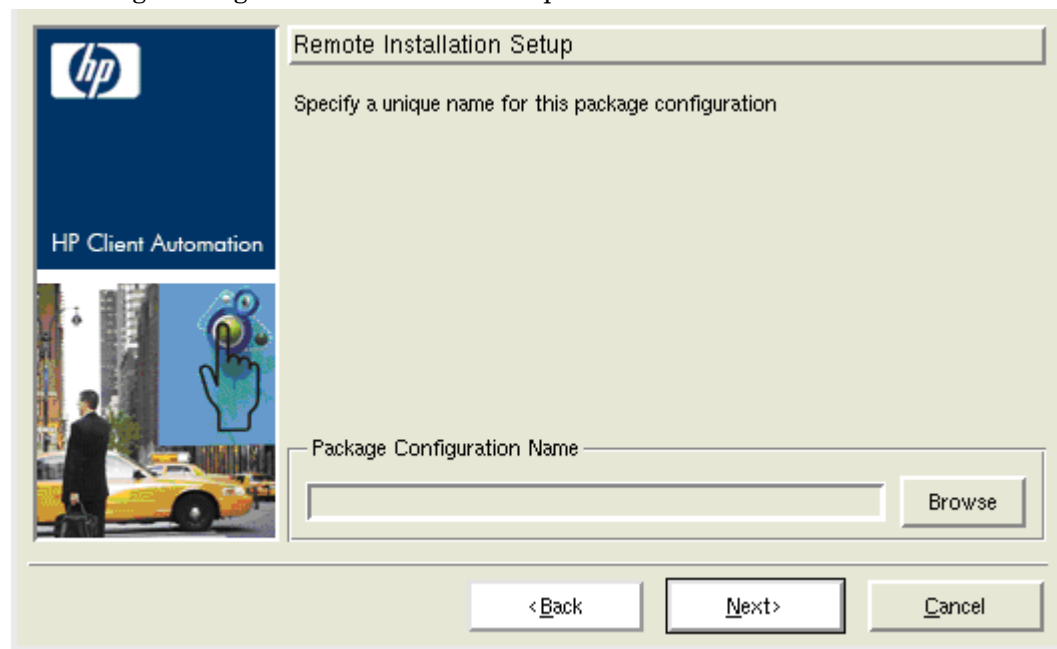 hp
HP Client Automation
Remote Installation Setup
Specify a unique name for this package configuration
Package Configuration Name
Browse
<Back
Next>
Cancel